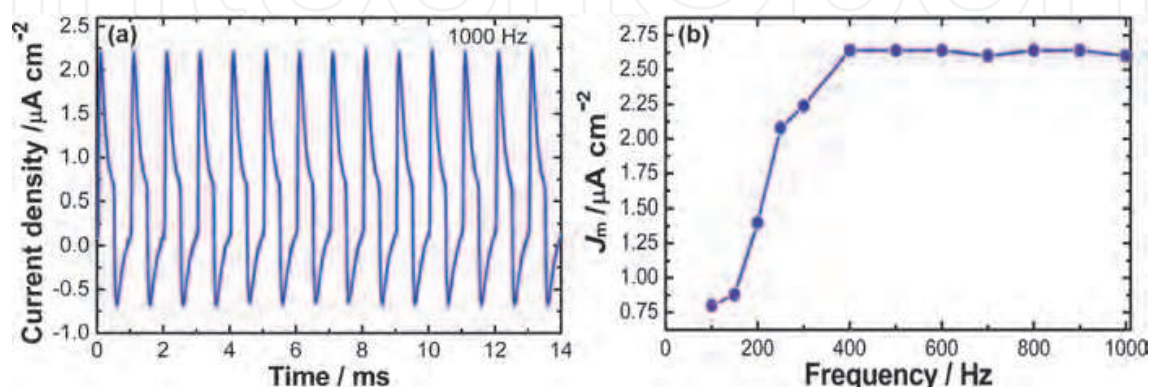 (a)
1000 Hz
2.5
2.0
1.5
1.0
0.5
0.0
-0.5
-1.0
Current density /μA cm⁻²
0 2 4 6 8 10 12 14
Time / ms
(b)
2.75
2.50
2.25
2.00
1.75
1.50
1.25
1.00
0.75
Jm /μA cm⁻²
0 200 400 600 800 1000
Frequency / Hz